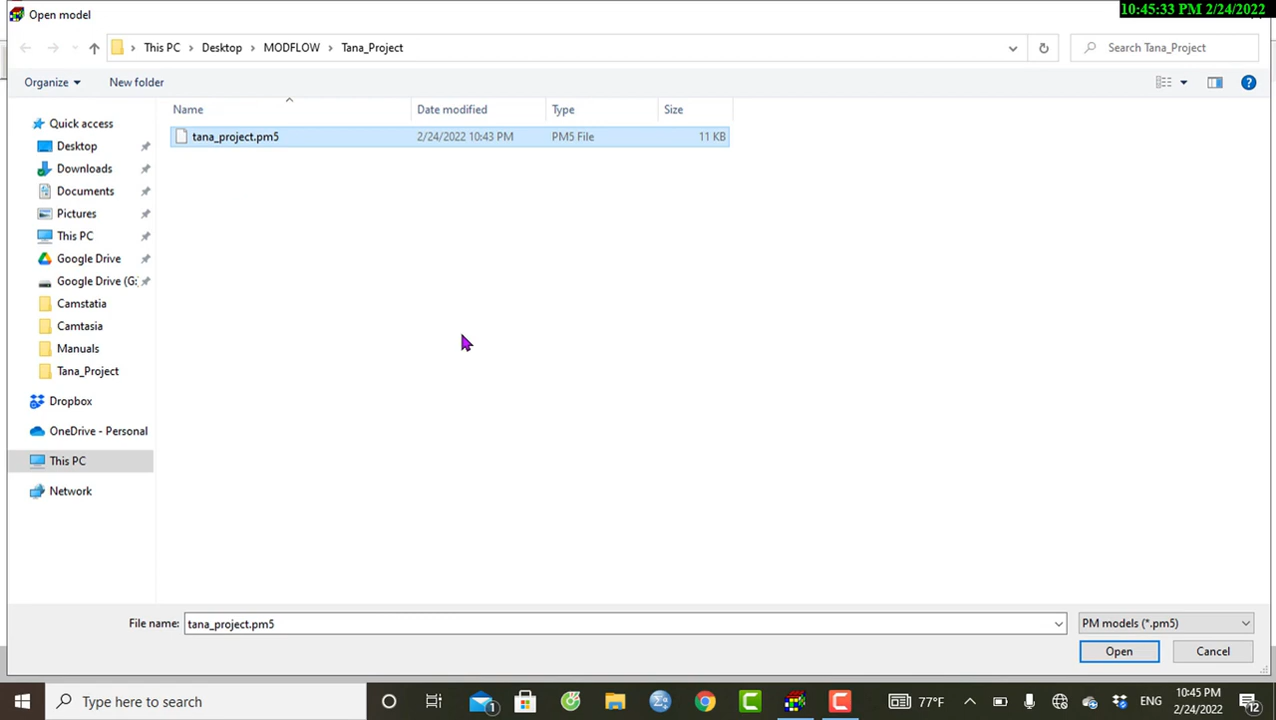 Open model
10:45:33 PM 2/24/2022
This PC
Desktop
MODFLOW
Tana_Project
Search Tana_Project
Organize
New folder
Name
Date modified
Type
Size
tana_project.pm5
2/24/2022 10:43 PM
PM5 File
11 KB
Quick access
Desktop
Downloads
Documents
Pictures
This PC
Google Drive
Google Drive (G:
Camstatia
Camtasia
Manuals
Tana_Project
Dropbox
OneDrive - Personal
This PC
Network
File name:
tana_project.pm5
PM models (*.pm5)
Open
Cancel
Type here to search
1
77°F
ENG
10:45 PM
2/24/2022
12